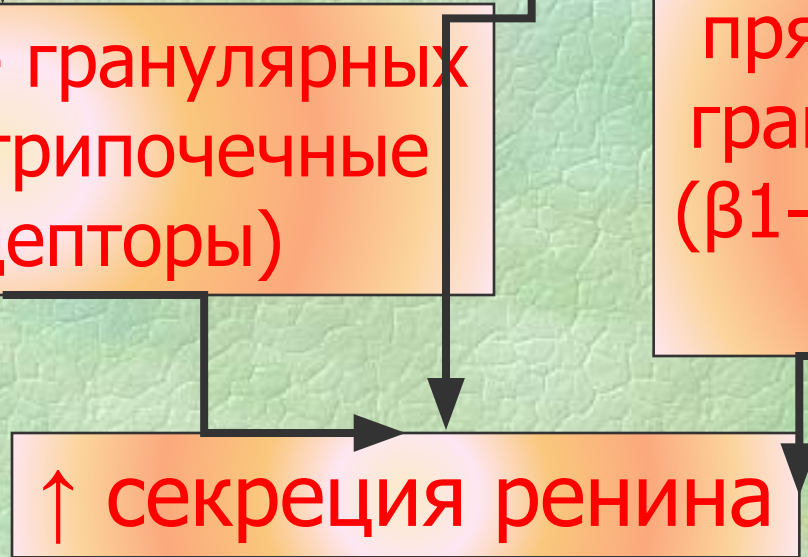 гранулярных
трипочечные
цепторы)
пря
гра
(β1-
↑ секреция ренина